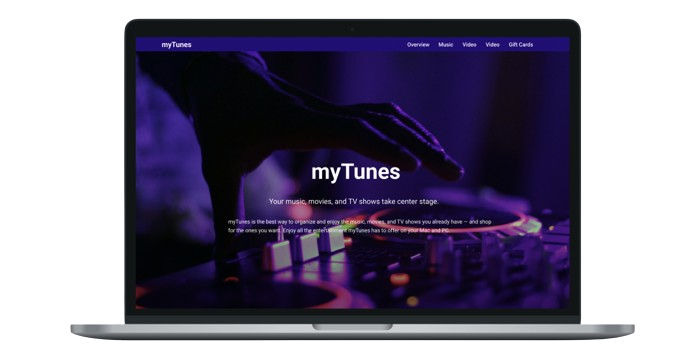 myTunes
Overview Music Video Video Gift Cards
myTunes
Your music, movies, and TV shows take center stage.
myTunes is the best way to organize and enjoy the music, movies, and TV shows you already have — and shop
for the ones you want. Enjoy all the entertainment myTunes has to offer on your Mac and PC.